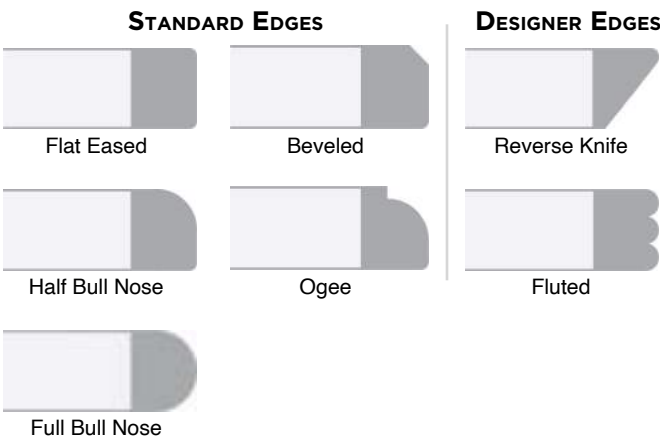 STANDARD EDGES
DESIGNER EDGES
Flat Eased
Beveled
Reverse Knife
Half Bull Nose
Ogee
Fluted
Full Bull Nose